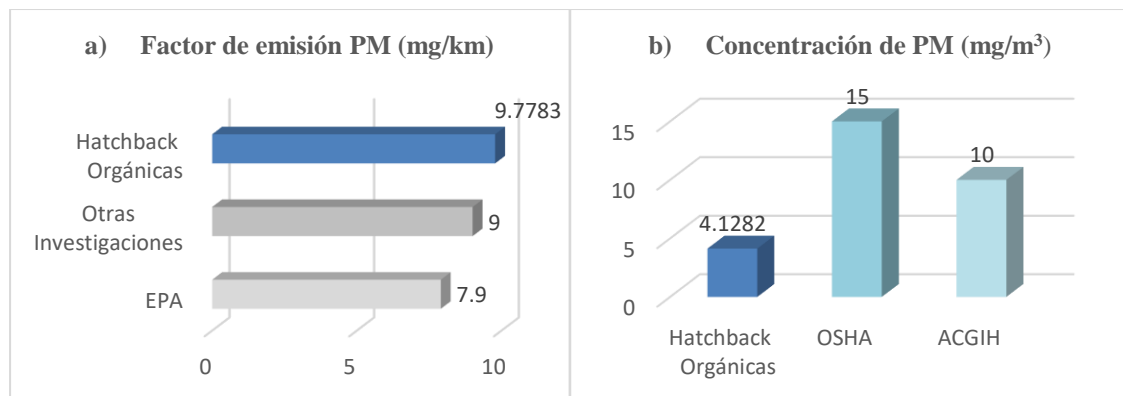 a) Factor de emisión PM (mg/km)
9.7783
Hatchback
Orgánicas
Otras
Investigaciones
9
EPA
7.9
0 5 10
b) Concentración de PM (mg/m³)
15
15
10
10
4.1282
5
0
Hatchback
Orgánicas
OSHA
ACGIH